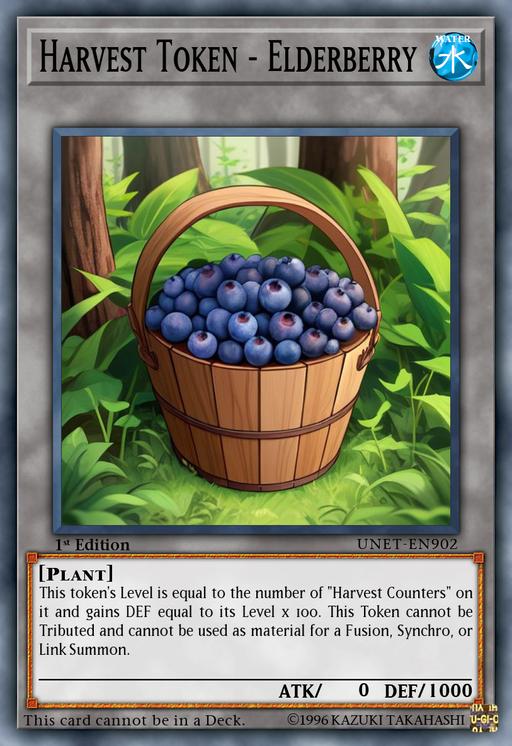 Harvest Token - Elderberry
WATER
水
1st Edition
UNET-EN902
[Plant]
This token's Level is equal to the number of "Harvest Counters" on
it and gains DEF equal to its Level x 100. This Token cannot be
Tributed and cannot be used as material for a Fusion, Synchro, or
Link Summon.
ATK/ 0 DEF/1000
This card cannot be in a Deck.
©1996 KAZUKI TAKAHASHI